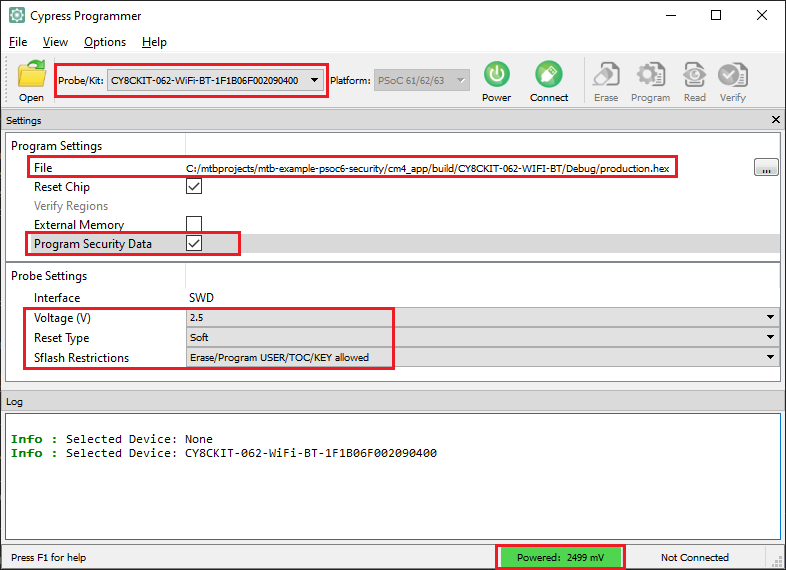 Cypress Programmer
File View Options Help
Probe/Kit: CY8CKIT-062-WiFi-BT-1F1B06F002090400 Platform: PSoC 61/62/63
Open Power Connect Erase Program Read Verify
Settings
Program Settings
File C:/mtbprojects/mtb-example-psoc6-security/cm4_app/build/CY8CKIT-062-WIFI-BT/Debug/production.hex ...
Reset Chip
Verify Regions
External Memory
Program Security Data
Probe Settings
Interface SWD
Voltage (V) 2.5
Reset Type Soft
Sflash Restrictions Erase/Program USER/TOC/KEY allowed
Log
Info : Selected Device: None
Info : Selected Device: CY8CKIT-062-WiFi-BT-1F1B06F002090400
Press F1 for help Powered: 2499 mV Not Connected